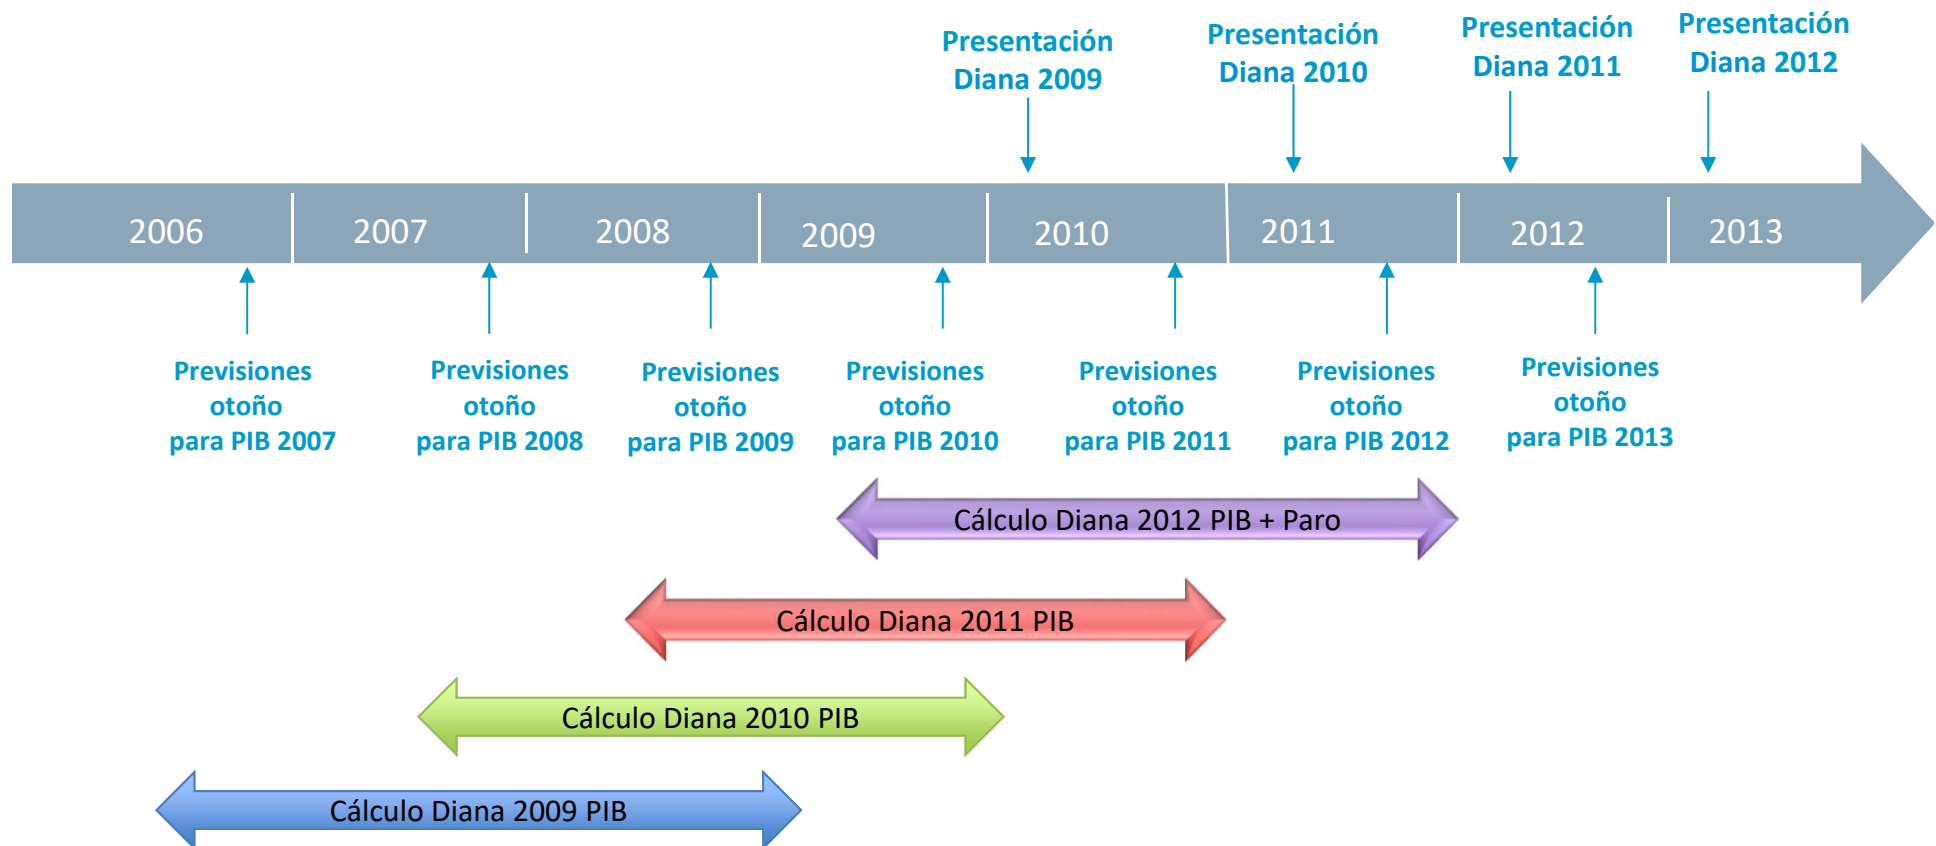 Presentación
Diana 2009
Presentación
Diana 2010
Presentación
Diana 2011
Presentación
Diana 2012
2006
2007
2008
2009
2010
2011
2012
2013
Previsiones
otoño
para PIB 2007
Previsiones
otoño
para PIB 2008
Previsiones
otoño
para PIB 2009
Previsiones
otoño
para PIB 2010
Previsiones
otoño
para PIB 2011
Previsiones
otoño
para PIB 2012
Previsiones
otoño
para PIB 2013
Cálculo Diana 2012 PIB + Paro
Cálculo Diana 2011 PIB
Cálculo Diana 2010 PIB
Cálculo Diana 2009 PIB